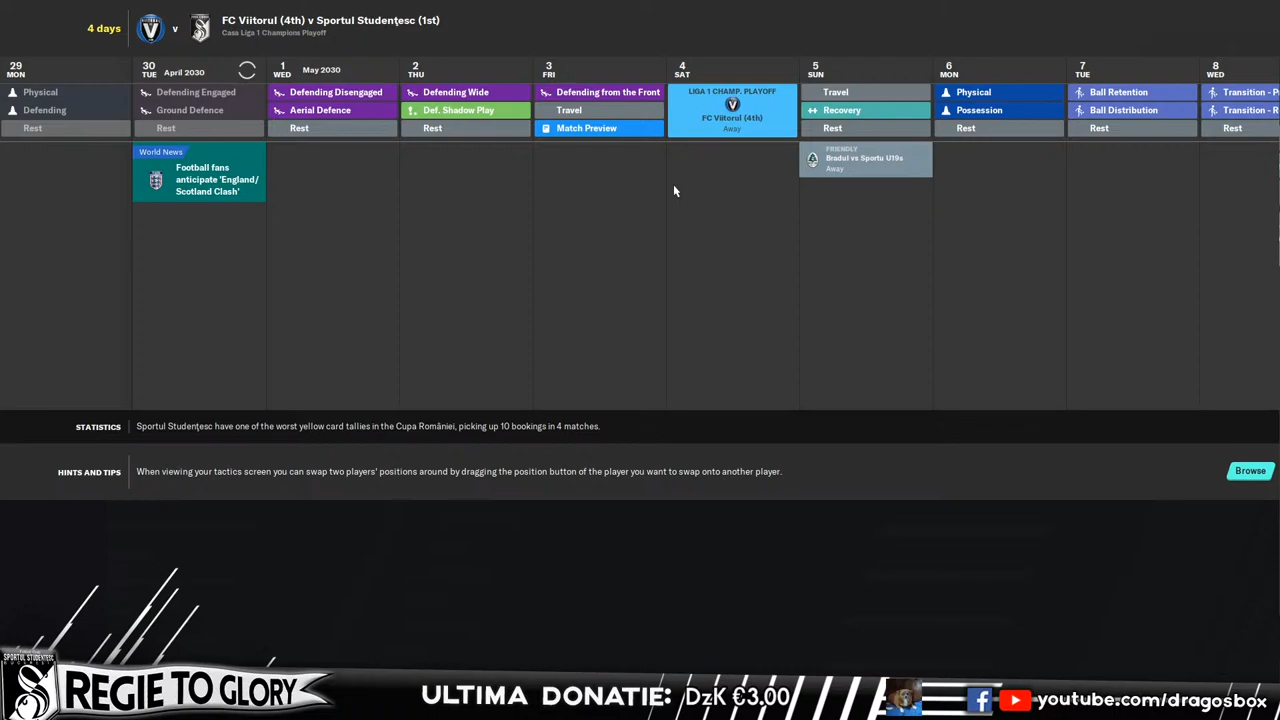 4 days
v
FC Viitorul (4th) v Sportul Studenţesc (1st)
Casa Liga 1 Champions Playoff
29
MON
Physical
Defending
Rest
30
TUE
April 2030
Defending Engaged
Ground Defence
Rest
World News
Football fans
anticipate 'England/
Scotland Clash'
1
WED
May 2030
Defending Disengaged
Aerial Defence
Rest
2
THU
Defending Wide
Def. Shadow Play
Rest
3
FRI
Defending from the Front
Travel
Match Preview
4
SAT
LIGA 1 CHAMP. PLAYOFF
FC Viitorul (4th)
Away
5
SUN
Travel
Recovery
Rest
FRIENDLY
Bradul vs Sportu U19s
Away
6
MON
Physical
Possession
Rest
7
TUE
Ball Retention
Ball Distribution
Rest
8
WED
Transition - P
Transition - R
Rest
STATISTICS
Sportul Studenţesc have one of the worst yellow card tallies in the Cupa României, picking up 10 bookings in 4 matches.
HINTS AND TIPS
When viewing your tactics screen you can swap two players' positions around by dragging the position button of the player you want to swap onto another player.
Browse
SPORTUL STUDENTESC
REGIE TO GLORY
ULTIMA DONATIE: DzK €3.00
youtube.com/dragosbox